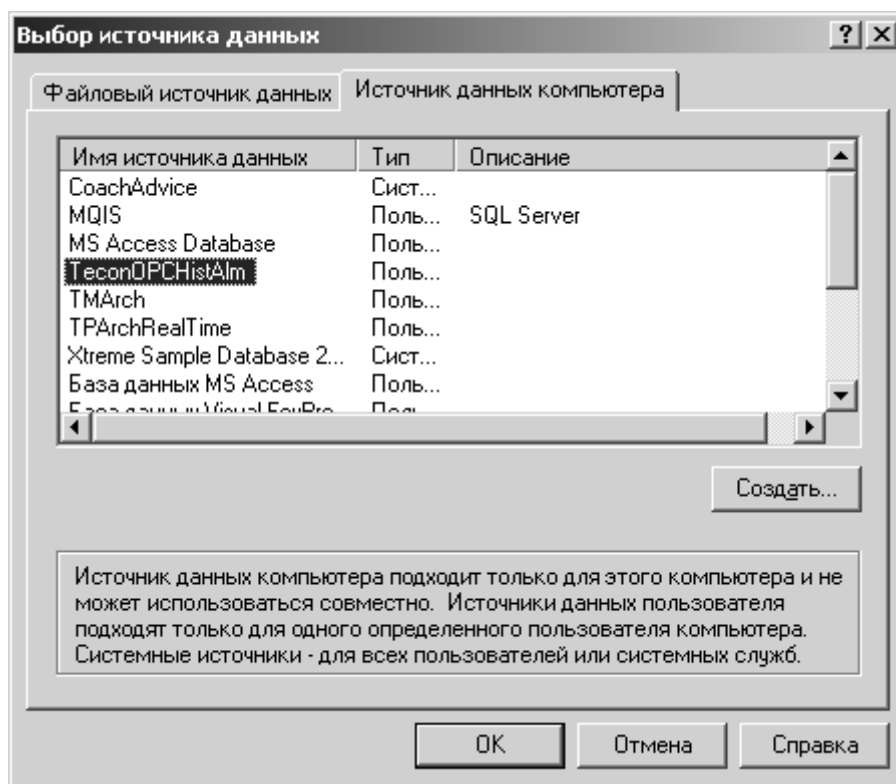 Выбор источника данных
Файловый источник данных Источник данных компьютера
Имя источника данных Тип Описание
CoachAdvice Сист...
MQIS Поль... SQL Server
MS Access Database Поль...
TeconOPCHistAlm Поль...
TMArch Поль...
TPArchRealTime Поль...
Xtreme Sample Database 2... Сист...
База данных MS Access Поль...
Создать...
Источник данных компьютера подходит только для этого компьютера и не
может использоваться совместно. Источники данных пользователя
подходят только для одного определенного пользователя компьютера.
Системные источники - для всех пользователей или системных служб.
OK Отмена Справка